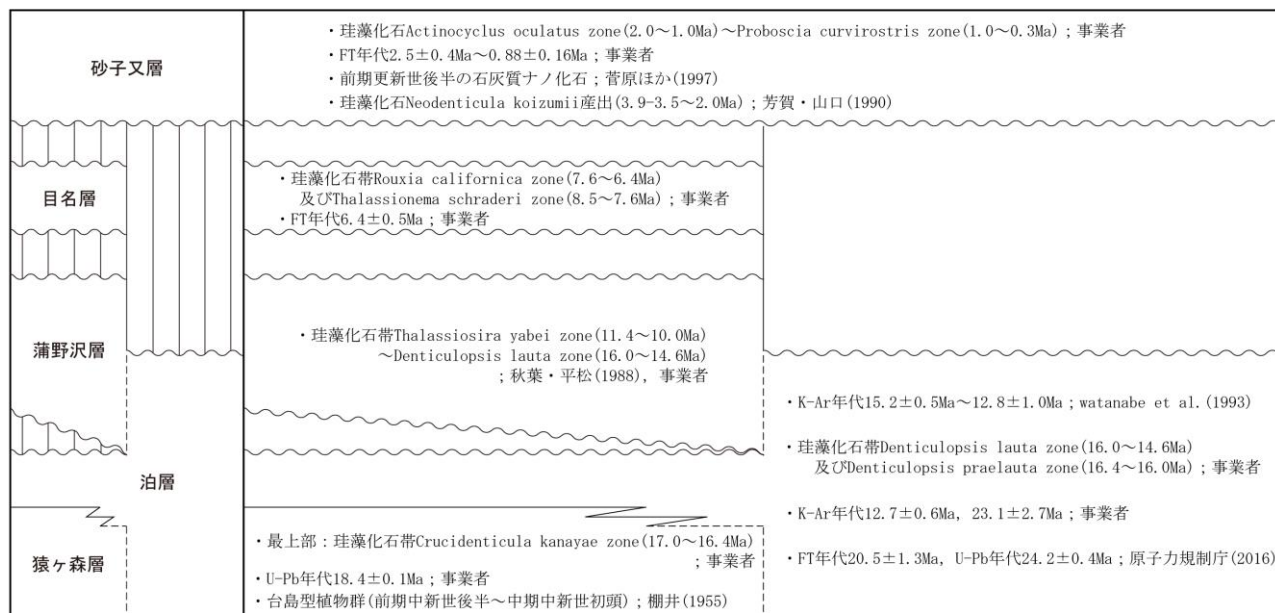 砂子又層
・珪藻化石Actinocyclus oculatus zone(2.0～1.0Ma)～Proboscia curvirostris zone(1.0～0.3Ma)；事業者
・FT年代2.5±0.4Ma～0.88±0.16Ma；事業者
・前期更新世後半の石灰質ナノ化石；菅原ほか(1997)
・珪藻化石Neodenticula koizumii産出(3.9-3.5～2.0Ma)；芳賀・山口(1990)
目名層
・珪藻化石帯Rouxia californica zone(7.6～6.4Ma)
及びThalassionema schraderi zone(8.5～7.6Ma)；事業者
・FT年代6.4±0.5Ma；事業者
蒲野沢層
・珪藻化石帯Thalassiosira yabei zone(11.4～10.0Ma)
～Denticulopsis lauta zone(16.0～14.6Ma)
；秋葉・平松(1988)，事業者
泊層
・K-Ar年代15.2±0.5Ma～12.8±1.0Ma；watanabe et al.(1993)
・珪藻化石帯Denticulopsis lauta zone(16.0～14.6Ma)
及びDenticulopsis praelauta zone(16.4～16.0Ma)；事業者
・K-Ar年代12.7±0.6Ma，23.1±2.7Ma；事業者
・FT年代20.5±1.3Ma，U-Pb年代24.2±0.4Ma；原子力規制庁(2016)
猿ヶ森層
・最上部：珪藻化石帯Crucidenticula kanayae zone(17.0～16.4Ma)
；事業者
・U-Pb年代18.4±0.1Ma；事業者
・台島型植物群(前期中新世後半～中期中新世初頭)；棚井(1955)